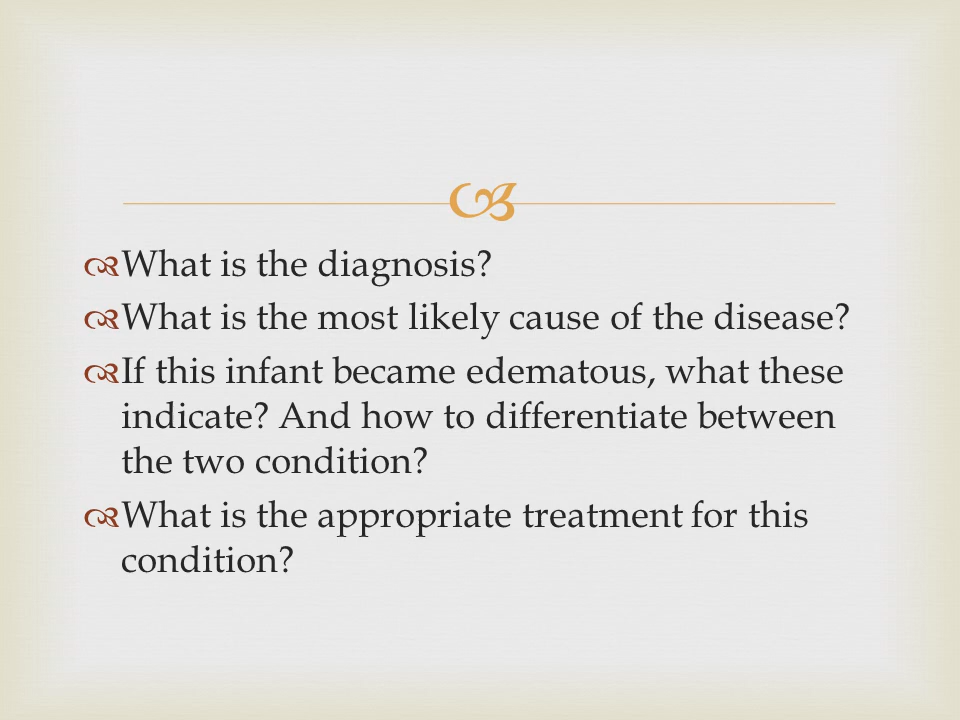 What is the diagnosis?
What is the most likely cause of the disease?
If this infant became edematous, what these
indicate? And how to differentiate between
the two condition?
What is the appropriate treatment for this
condition?